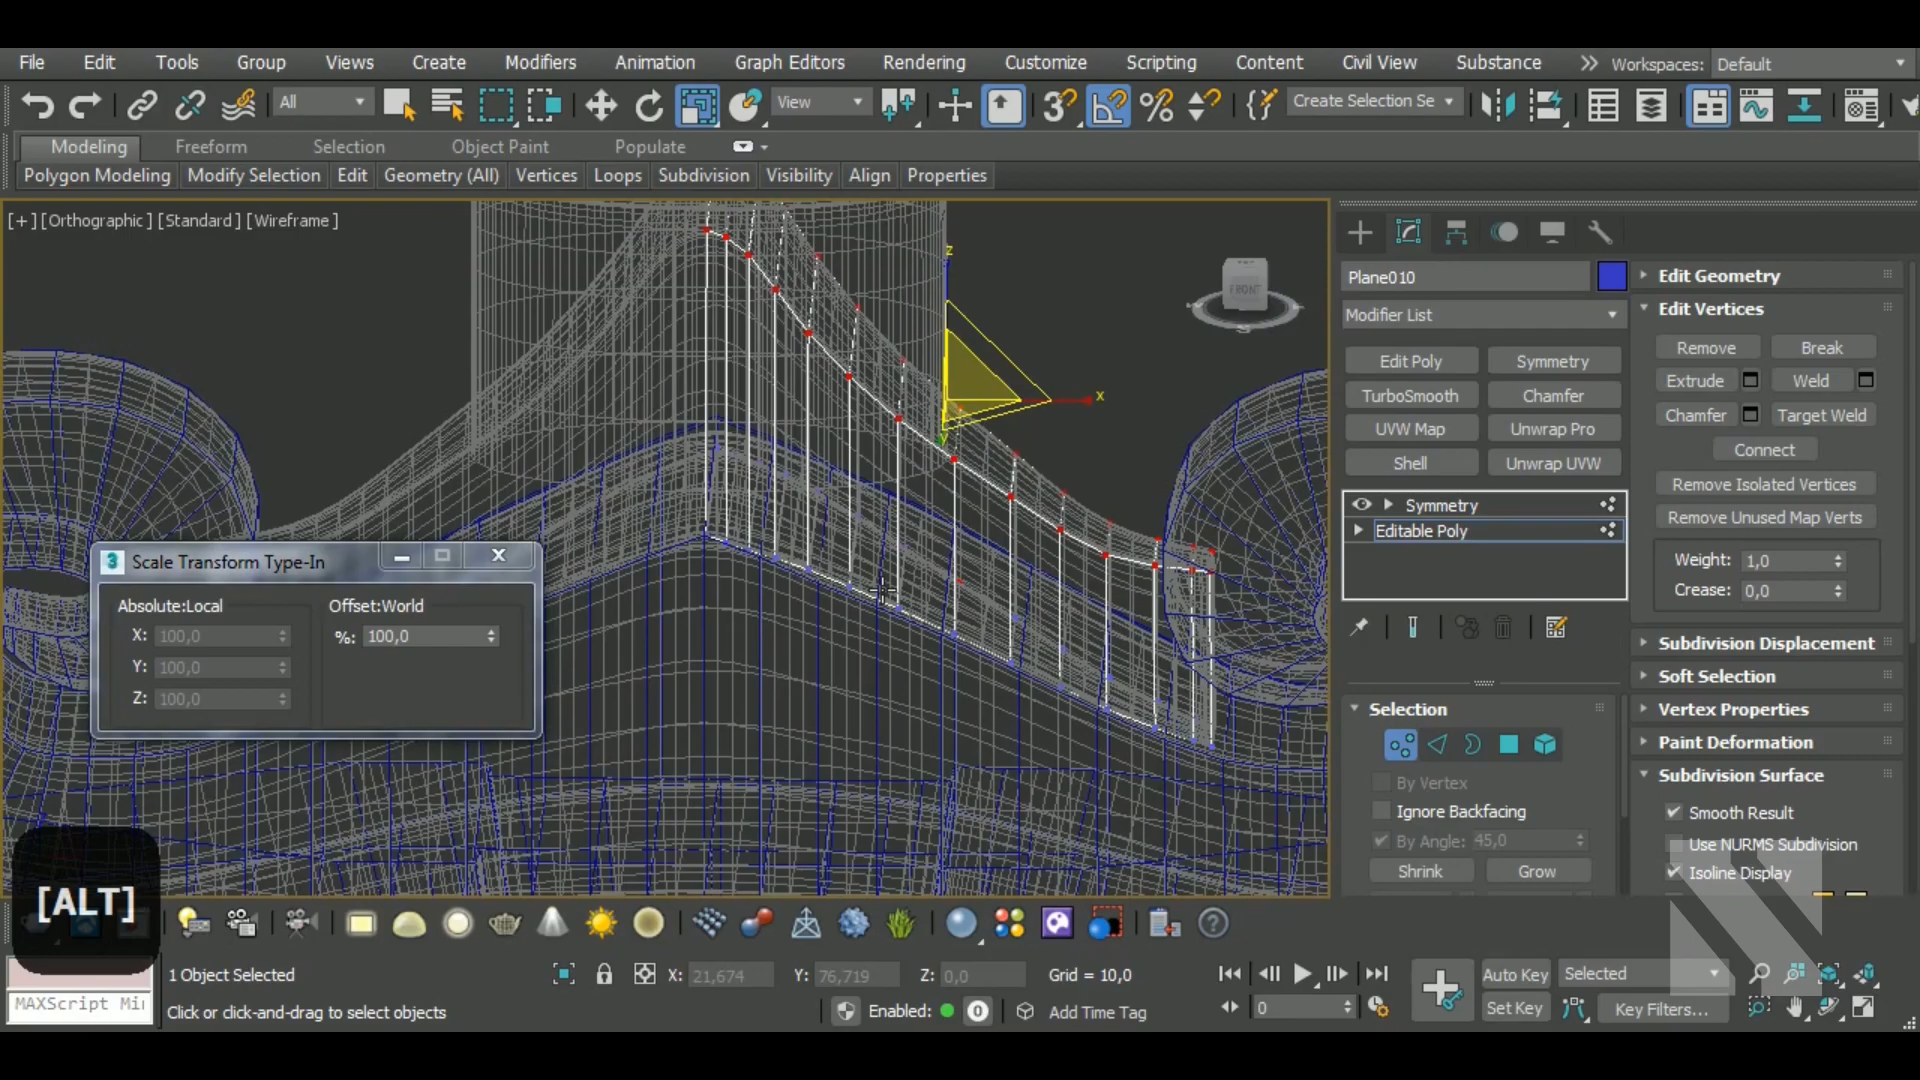 File Edit Tools Group Views Create Modifiers Animation Graph Editors Rendering Customize Scripting Content Civil View Substance Workspaces: Default
All View Create Selection Se
Modeling Freeform Selection Object Paint Populate
Polygon Modeling Modify Selection Edit Geometry (All) Vertices Loops Subdivision Visibility Align Properties
[+] [Orthographic ] [Standard ] [Wireframe ]
z
x
y
FRONT
Plane010
Modifier List
Edit Poly Symmetry
TurboSmooth Chamfer
UVW Map Unwrap Pro
Shell Unwrap UVW
Symmetry
Editable Poly
Selection
By Vertex
Ignore Backfacing
By Angle: 45,0
Shrink Grow
Edit Geometry
Edit Vertices
Remove Break
Extrude Weld
Chamfer Target Weld
Connect
Remove Isolated Vertices
Remove Unused Map Verts
Weight: 1,0
Crease: 0,0
Subdivision Displacement
Soft Selection
Vertex Properties
Paint Deformation
Subdivision Surface
Smooth Result
Use NURMS Subdivision
Isoline Display
3 Scale Transform Type-In
Absolute:Local Offset:World
X: 100,0 %: 100,0
Y: 100,0
Z: 100,0
[ALT]
1 Object Selected X: 21,674 Y: 76,719 Z: 0,0 Grid = 10,0 Auto Key Selected
MAXScript Mi Click or click-and-drag to select objects Enabled: 0 Add Time Tag 0 Set Key Key Filters...